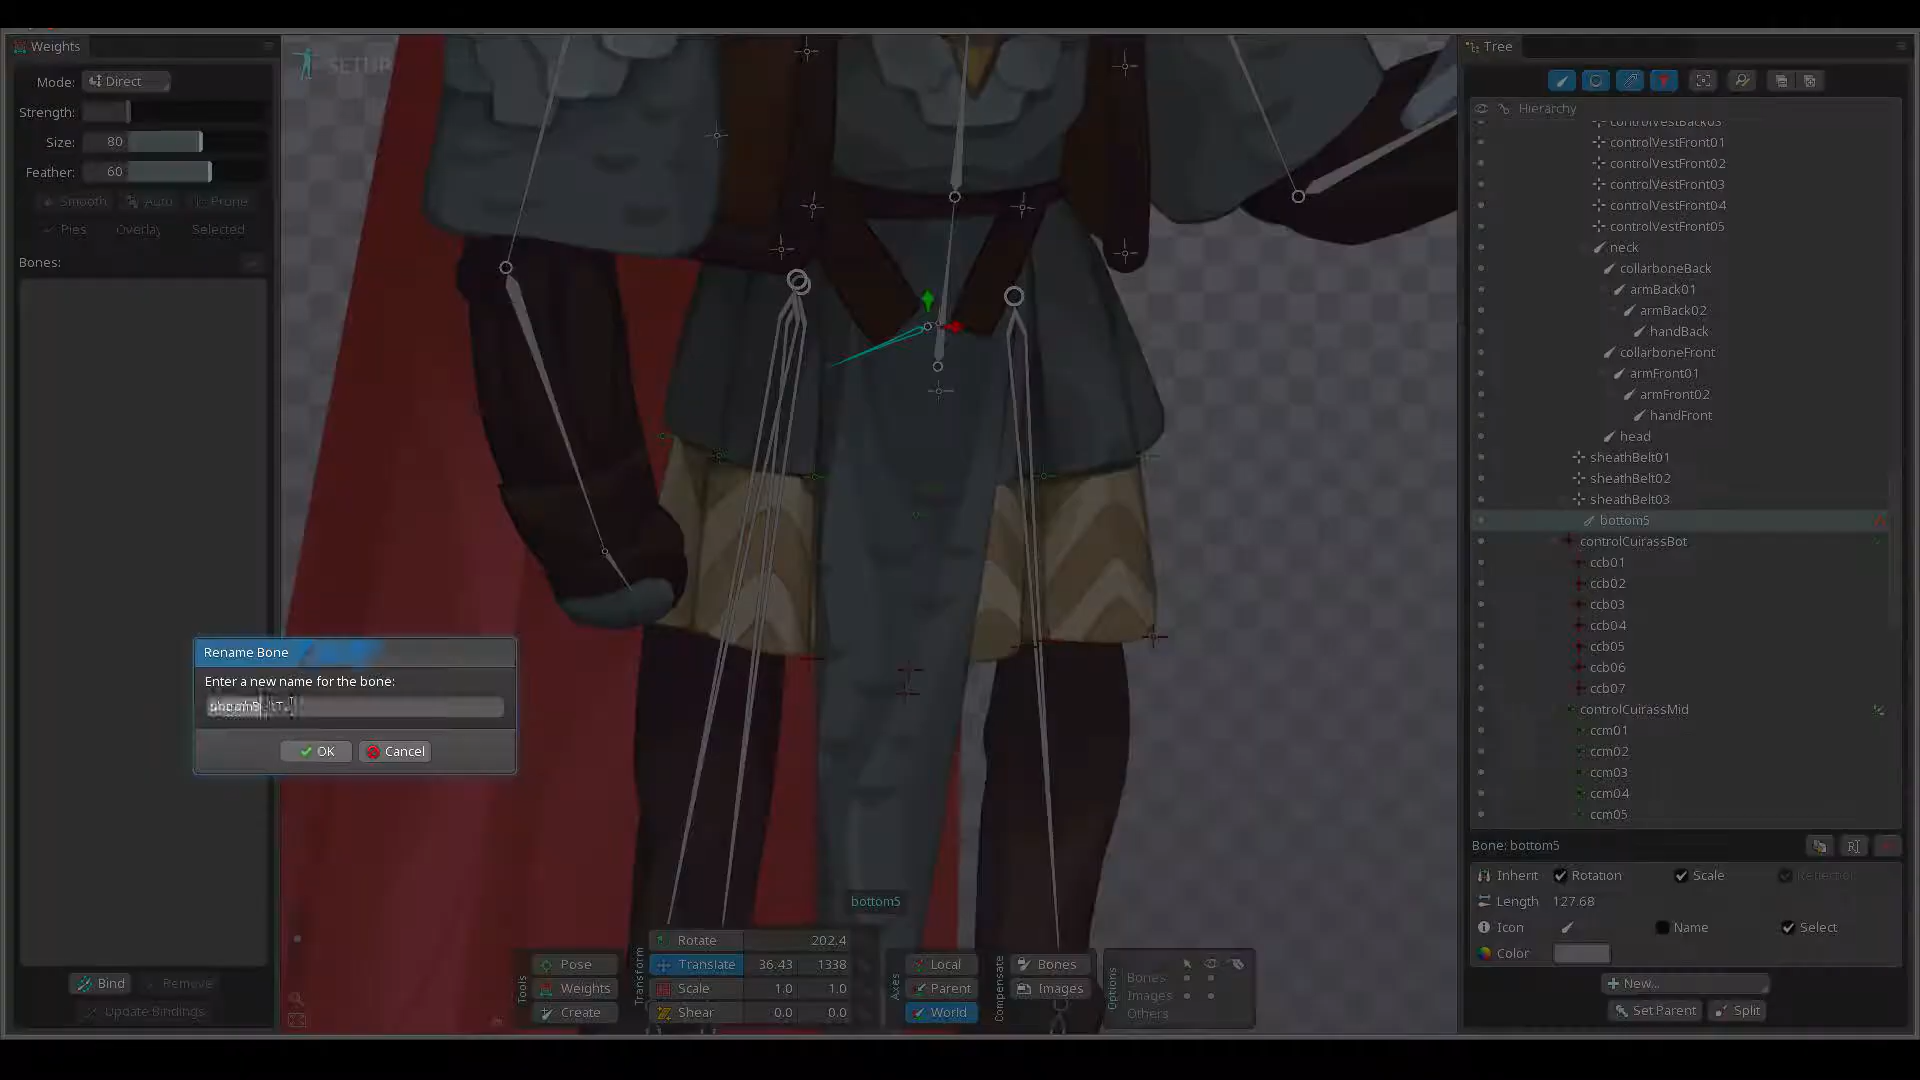 Weights
Mode: Direct
Strength:
Size: 80
Feather: 60
Smooth Auto Prune
Pies Overlay Selected
Bones:
Bind Remove
Update Bindings
SETUP
Rename Bone
Enter a new name for the bone:
OK Cancel
bottom5
Tools
Pose
Weights
Create
Transform
Rotate 202.4
Translate 36.43 1338
Scale 1.0 1.0
Shear 0.0 0.0
Axes
Local
Parent
World
Compensate
Bones
Images
Options
Bones
Images
Others
Tree
Hierarchy
controlVestBack03
controlVestFront01
controlVestFront02
controlVestFront03
controlVestFront04
controlVestFront05
neck
collarboneBack
armBack01
armBack02
handBack
collarboneFront
armFront01
armFront02
handFront
head
sheathBelt01
sheathBelt02
sheathBelt03
bottom5
controlCuirassBot
ccb01
ccb02
ccb03
ccb04
ccb05
ccb06
ccb07
controlCuirassMid
ccm01
ccm02
ccm03
ccm04
ccm05
Bone: bottom5
Inherit Rotation Scale Reflection
Length 127.68
Icon Name Select
Color
New...
Set Parent Split